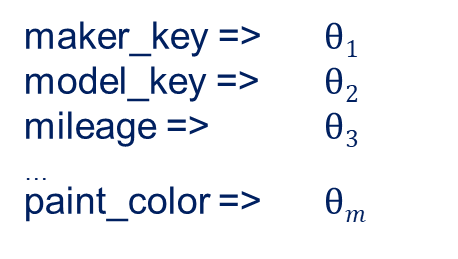 maker_key => θ₁
model_key => θ₂
mileage => θ₃
...
paint_color => θₘ